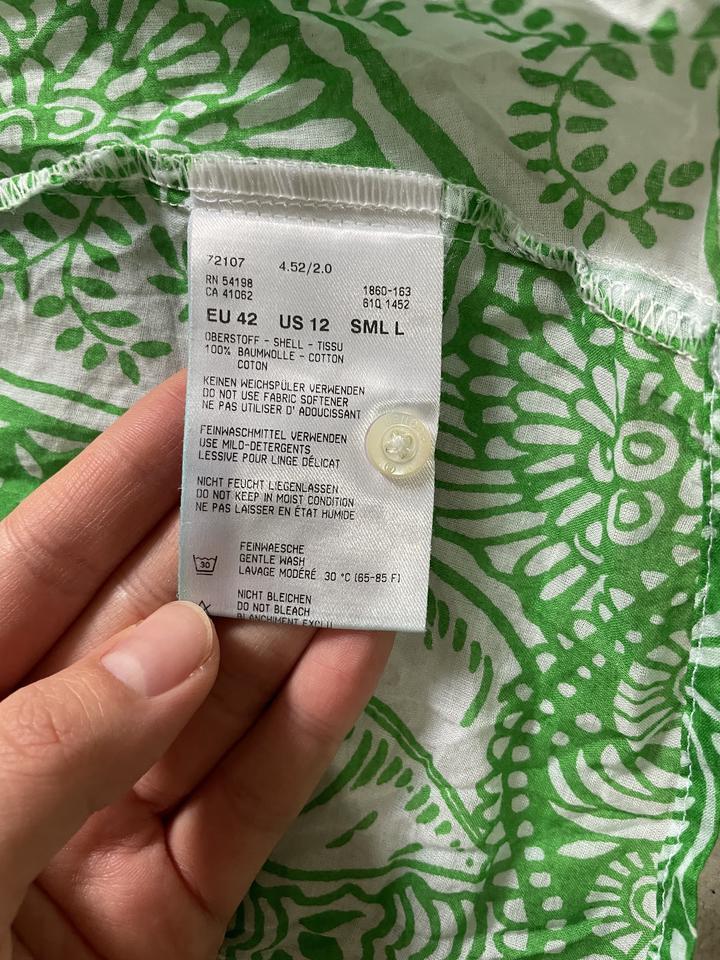 72107 4.52/2.0
RN 54198 1860-163
CA 41062 61Q 1452
EU 42 US 12 SML L
OBERSTOFF - SHELL - TISSU
100% BAUMWOLLE - COTTON
COTON
KEINEN WEICHSPÜLER VERWENDEN
DO NOT USE FABRIC SOFTENER
NE PAS UTILISER D' ADOUCISSANT
FEINWASCHMITTEL VERWENDEN
USE MILD-DETERGENTS
LESSIVE POUR LINGE DÉLICAT
NICHT FEUCHT LIEGENLASSEN
DO NOT KEEP IN MOIST CONDITION
NE PAS LAISSER EN ÉTAT HUMIDE
30
FEINWAESCHE
GENTLE WASH
LAVAGE MODÉRÉ 30 °C (65-85 F)
NICHT BLEICHEN
DO NOT BLEACH
BLANCHIMENT